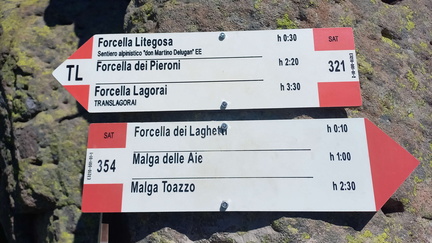 Forcella Litegosa h 0:30 SAT
Sentiero alpinistico "don Martino Delugan" EE
TL Forcella dei Pieroni h 2:20 321
Forcella Lagorai h 3:30
TRANSLAGORAI
SAT Forcella dei Laghetti h 0:10
354 Malga delle Aie h 1:00
Malga Toazzo h 2:30